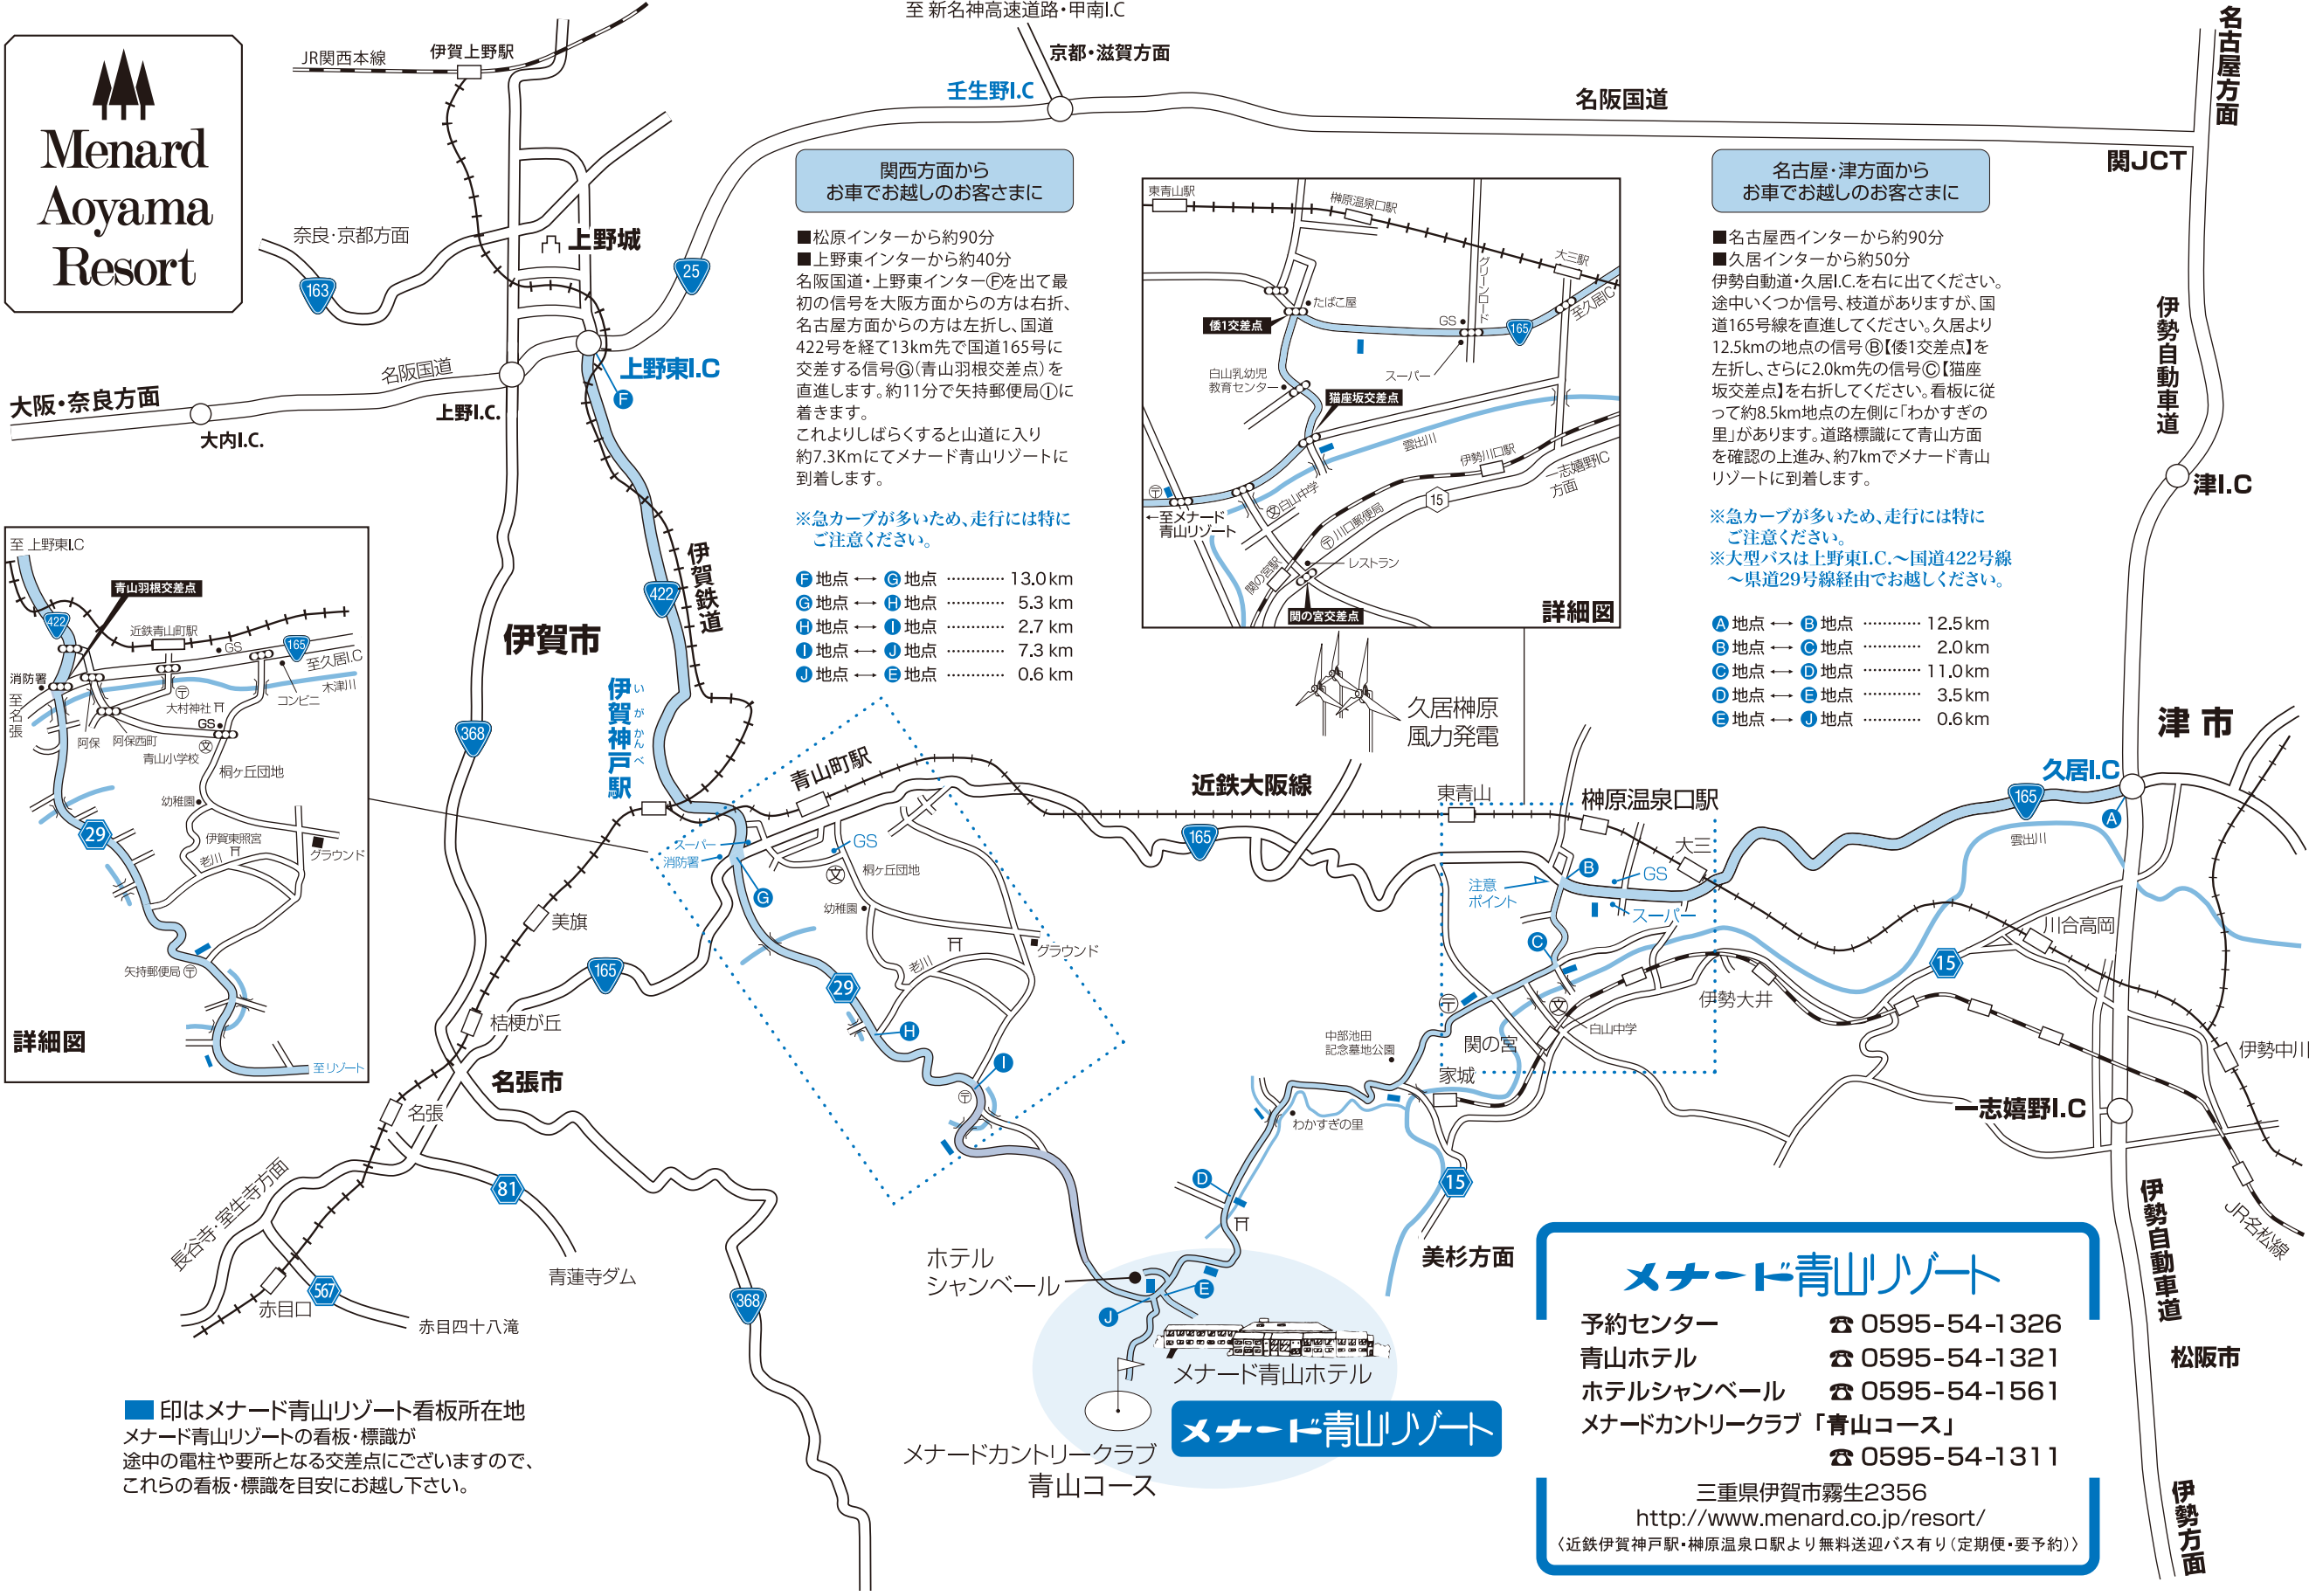 Menard
Aoyama
Resort
至 新名神高速道路・甲南I.C
京都・滋賀方面
壬生野I.C
名阪国道
名古屋方面
関JCT
JR関西本線
伊賀上野駅
奈良・京都方面
163
上野城
25
名阪国道
上野東I.C
F
大阪・奈良方面
大内I.C.
上野I.C.
関西方面から
お車でお越しのお客さまに
■松原インターから約90分
■上野東インターから約40分
名阪国道・上野東インターⒻを出て最
初の信号を大阪方面からの方は右折、
名古屋方面からの方は左折し、国道
422号を経て13km先で国道165号に
交差する信号Ⓖ(青山羽根交差点)を
直進します。約11分で矢持郵便局Ⓘに
着きます。
これよりしばらくすると山道に入り
約7.3Kmにてメナード青山リゾートに
到着します。
※急カーブが多いため、走行には特に
ご注意ください。
F 地点 ←→ G 地点 ………… 13.0km
G 地点 ←→ H 地点 ………… 5.3 km
H 地点 ←→ I 地点 ………… 2.7 km
I 地点 ←→ J 地点 ………… 7.3 km
J 地点 ←→ E 地点 ………… 0.6 km
東青山駅
榊原温泉口駅
大三駅
グリーンロード
至久居IC
たばこ屋
倭1交差点
GS
165
スーパー
白山乳幼児
教育センター
猫座坂交差点
雲出川
伊勢川口駅
一志嬉野IC
方面
15
〒
文白山中学
←至メナード
青山リゾート
〒川口郵便局
レストラン
関の宮駅
関の宮交差点
詳細図
名古屋・津方面から
お車でお越しのお客さまに
■名古屋西インターから約90分
■久居インターから約50分
伊勢自動道・久居I.C.を右に出てください。
途中いくつか信号、枝道がありますが、国
道165号線を直進してください。久居より
12.5kmの地点の信号Ⓑ【倭1交差点】を
左折し、さらに2.0km先の信号Ⓒ【猫座
坂交差点】を右折してください。看板に従
って約8.5km地点の左側に「わかすぎの
里」があります。道路標識にて青山方面
を確認の上進み、約7kmでメナード青山
リゾートに到着します。
※急カーブが多いため、走行には特に
ご注意ください。
※大型バスは上野東I.C.～国道422号線
～県道29号線経由でお越しください。
A 地点 ←→ B 地点 ………… 12.5km
B 地点 ←→ C 地点 ………… 2.0km
C 地点 ←→ D 地点 ………… 11.0km
D 地点 ←→ E 地点 ………… 3.5km
E 地点 ←→ J 地点 ………… 0.6km
伊勢自動車道
津I.C
津市
至 上野東I.C
青山羽根交差点
422
近鉄青山町駅
GS
165
至久居I.C
消防署
至名張
〒
木津川
コンビニ
大村神社
GS
阿保
阿保西町
文
青山小学校
桐ヶ丘団地
幼稚園
29
伊賀東照宮
老川
グラウンド
矢持郵便局〒
詳細図
至リゾート
伊賀鉄道
422
伊賀市
368
伊賀神戸駅
いがかんべ
青山町駅
近鉄大阪線
165
久居榊原
風力発電
東青山
榊原温泉口駅
大三
165
久居I.C
A
雲出川
スーパー
消防署
GS
文
桐ヶ丘団地
G
幼稚園
グラウンド
老川
29
H
I
〒
美旗
165
桔梗が丘
名張市
名張
81
長谷寺・室生寺方面
青蓮寺ダム
567
赤目口
赤目四十八滝
368
注意
ポイント
B
GS
スーパー
C
〒
文
白山中学
関の宮
伊勢大井
川合高岡
15
中部池田
記念墓地公園
家城
わかすぎの里
伊勢中川
一志嬉野I.C
D
15
美杉方面
伊勢自動車道
JR名松線
松阪市
伊勢方面
ホテル
シャンベール
E
J
メナード青山ホテル
メナード青山リゾート
メナードカントリークラブ
青山コース
印はメナード青山リゾート看板所在地
メナード青山リゾートの看板・標識が
途中の電柱や要所となる交差点にございますので、
これらの看板・標識を目安にお越し下さい。
メナード青山リゾート
予約センター ☎ 0595-54-1326
青山ホテル ☎ 0595-54-1321
ホテルシャンベール ☎ 0595-54-1561
メナードカントリークラブ「青山コース」
☎ 0595-54-1311
三重県伊賀市霧生2356
http://www.menard.co.jp/resort/
〈近鉄伊賀神戸駅・榊原温泉口駅より無料送迎バス有り(定期便・要予約)〉